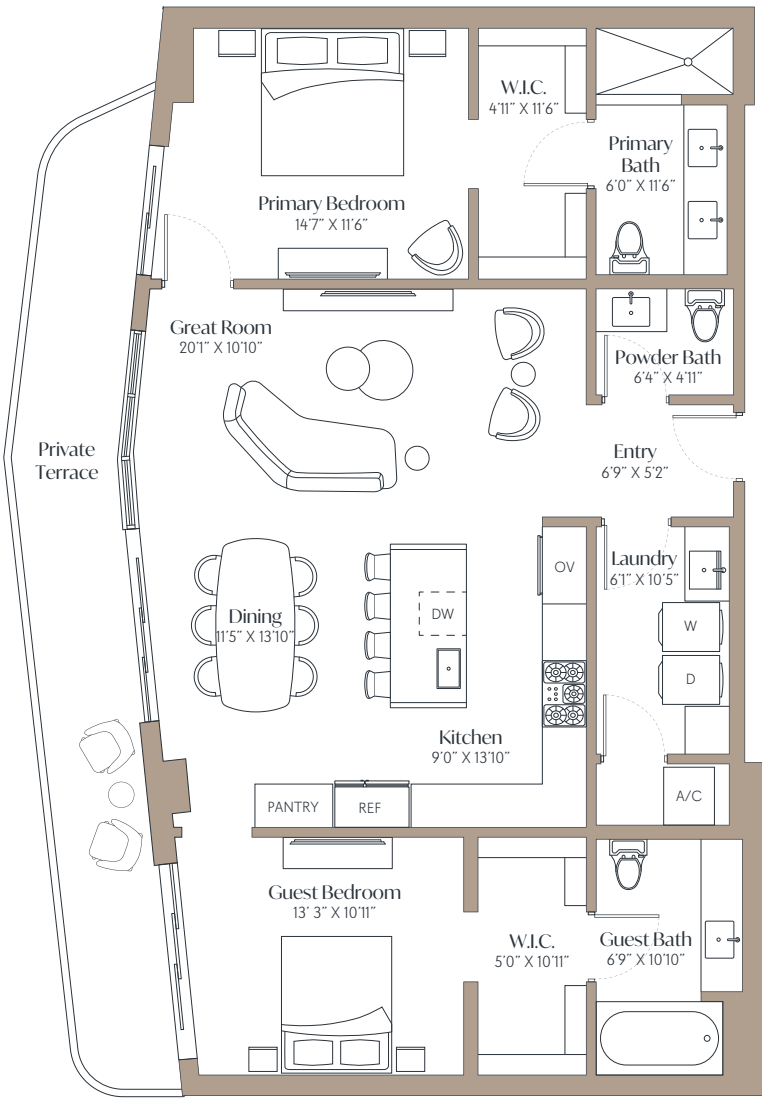 W.I.C.
4'11" X 11'6"
Primary
Bath
6'0" X 11'6"
Primary Bedroom
14'7" X 11'6"
Great Room
20'1" X 10'10"
Powder Bath
6'4" X 4'11"
Private
Terrace
Entry
6'9" X 5'2"
Laundry
6'1" X 10'5"
OV
Dining
11'5" X 13'10"
DW
W
D
Kitchen
9'0" X 13'10"
PANTRY
REF
A/C
Guest Bedroom
13' 3" X 10'11"
W.I.C.
5'0" X 10'11"
Guest Bath
6'9" X 10'10"